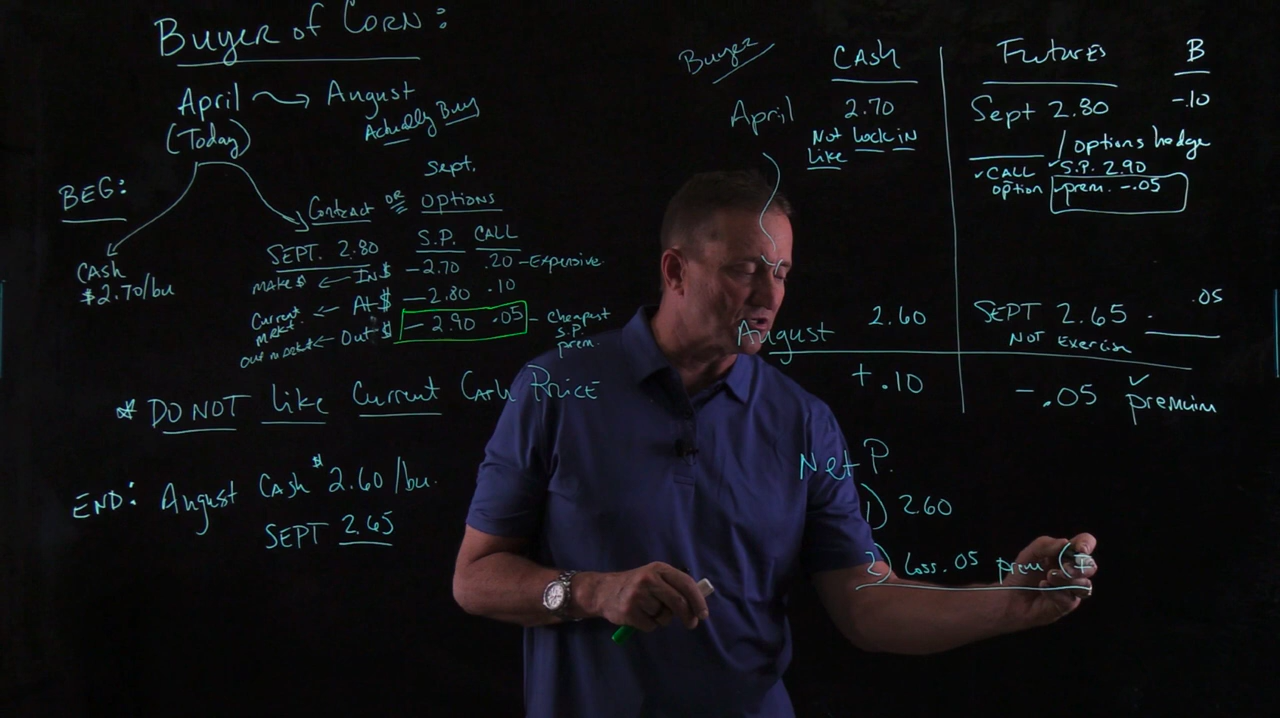 Buyer of Corn:
April → August
(Today)
Actually Buy
BEG:
Cash
$2.70/bu
Sept.
Contract OR Options
SEPT. 2.80
S.P. CALL
Make $ ← IN $ – 2.70 .20 – Expensive
Current Mrkt. ← At $ – 2.80 .10
Out Mrkt ← Out $ – 2.90 .05 – Cheapest
S.P.
prem.
* DO NOT Like Current Cash Price
END: August Cash $2.60/bu.
SEPT 2.65
Buyer
Cash
Futures
B
April
2.70
Sept 2.80
-.10
Not Lock in
Like
/ options hedge
✓ CALL option
✓ S.P. 2.90
✓ prem. -.05
August
2.60
SEPT 2.65
.05
Not Exercise
+.10
-.05 ✓ premium
Net P.
1) 2.60
2) Loss .05 prem. (+